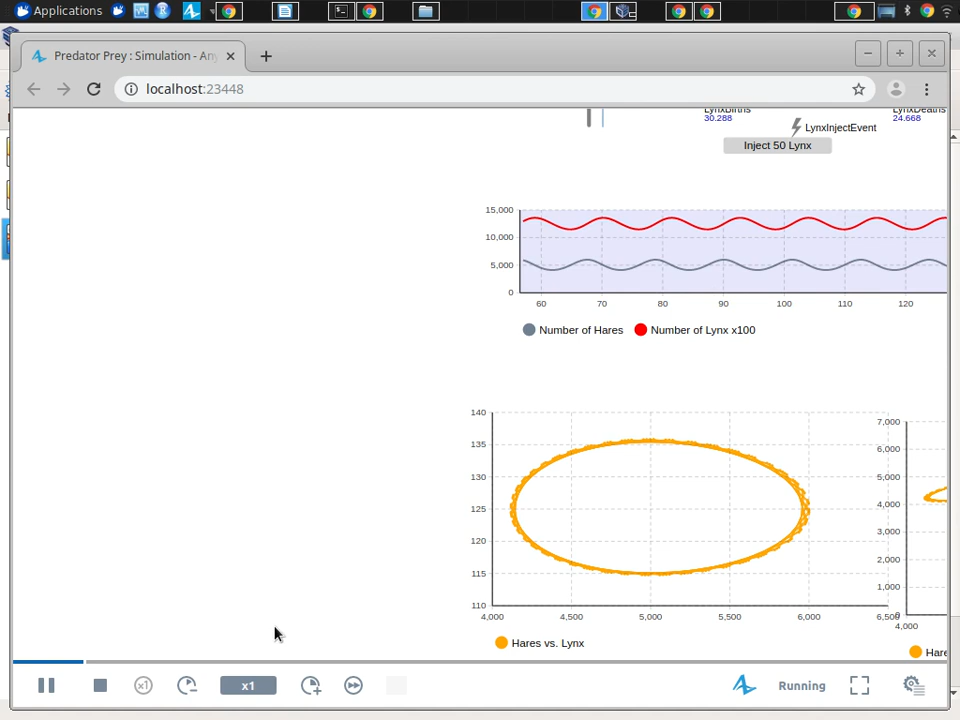 Applications
Predator Prey : Simulation - An
localhost:23448
LynxBirths
LynxDeaths
30.288
24.668
LynxInjectEvent
Inject 50 Lynx
15,000
10,000
5,000
0
60 70 80 90 100 110 120
Number of Hares Number of Lynx x100
140
135
130
125
120
115
110
4,000 4,500 5,000 5,500 6,000 6,500
Hares vs. Lynx
7,000
6,000
5,000
4,000
3,000
2,000
1,000
0
4,000
Hare
x1
x1
Running